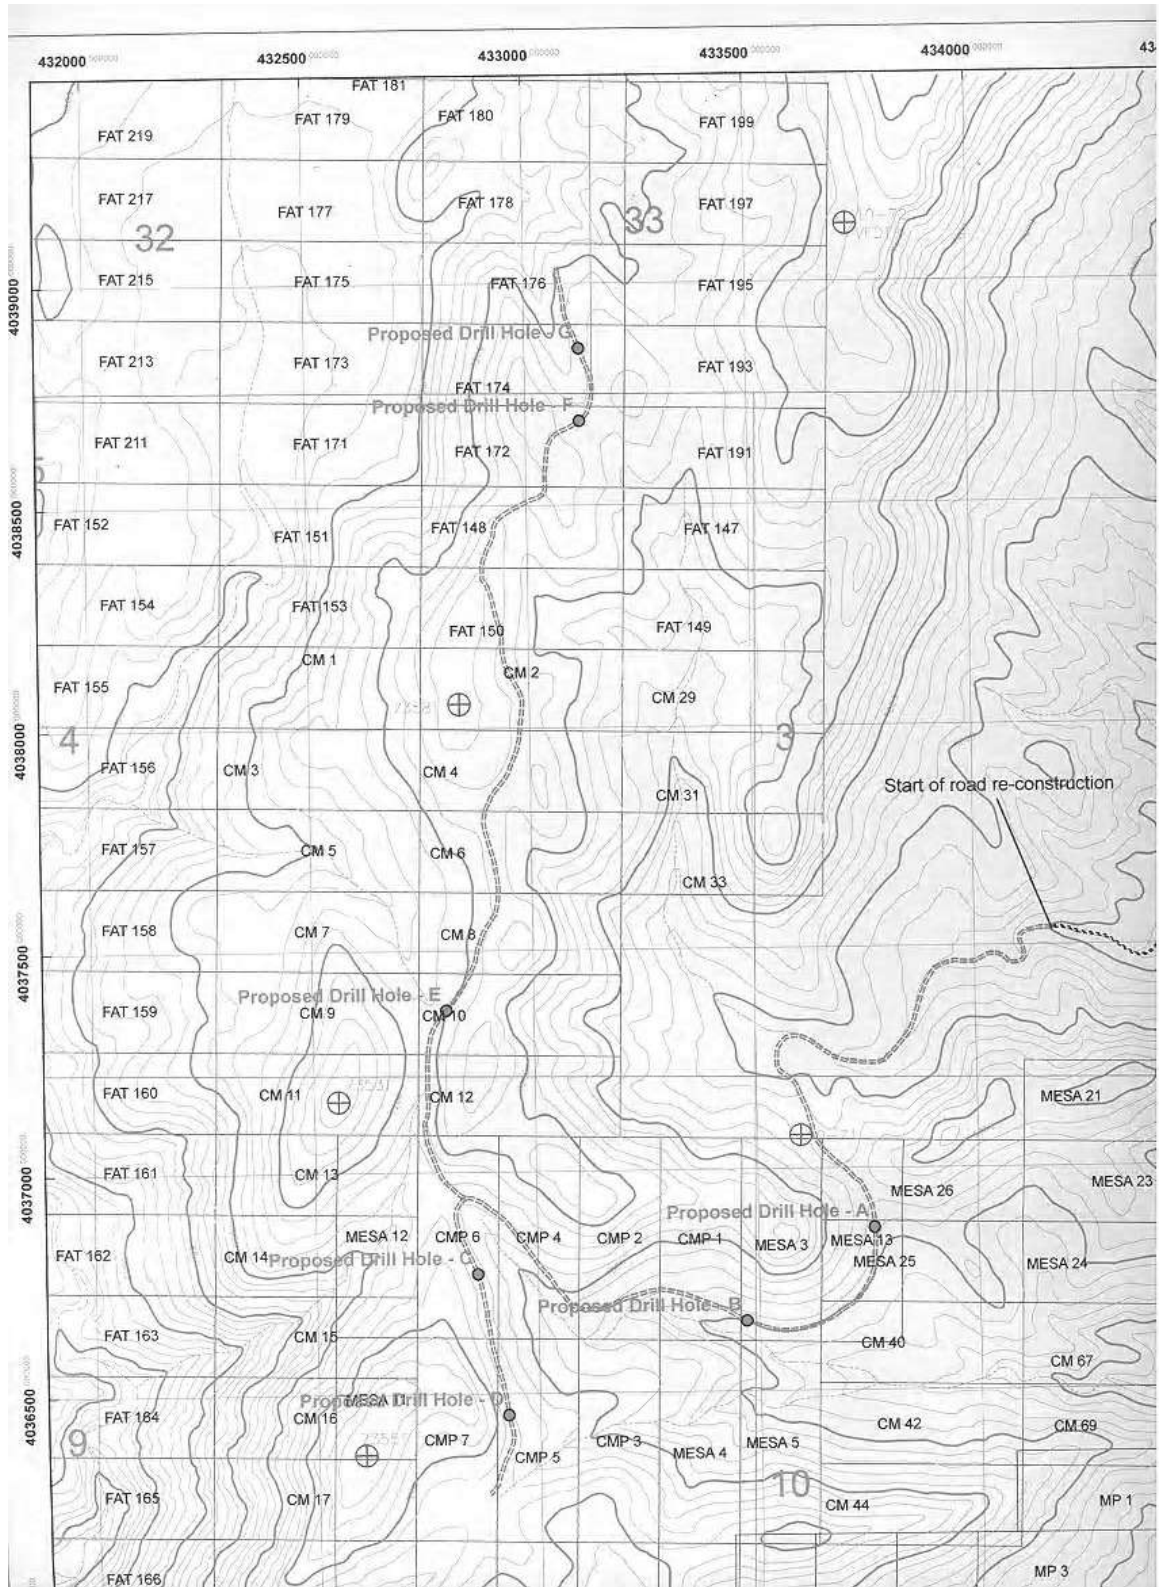 432000
432500
433000
433500
434000
43
FAT 181
FAT 179
FAT 180
FAT 199
FAT 219
FAT 217
FAT 177
FAT 178
FAT 197
32
33
FAT 215
FAT 175
FAT 176
FAT 195
4039000
Proposed Drill Hole - G
FAT 213
FAT 173
FAT 193
FAT 174
Proposed Drill Hole - F
FAT 211
FAT 171
FAT 172
FAT 191
5
4038500
FAT 152
FAT 151
FAT 148
FAT 147
FAT 154
FAT 153
FAT 150
FAT 149
FAT 155
CM 1
CM 2
CM 29
4038000
4
3
FAT 156
CM 3
CM 4
CM 31
Start of road re-construction
FAT 157
CM 5
CM 6
CM 33
FAT 158
CM 7
CM 8
4037500
Proposed Drill Hole - E
FAT 159
CM 9
CM 10
FAT 160
CM 11
CM 12
MESA 21
4037000
FAT 161
CM 13
MESA 26
MESA 23
Proposed Drill Hole - A
FAT 162
CM 14
MESA 12
CMP 6
CMP 4
CMP 2
CMP 1
MESA 3
MESA 13
MESA 25
MESA 24
Proposed Drill Hole - C
Proposed Drill Hole - B
FAT 163
CM 15
CM 40
CM 67
4036500
Proposed Drill Hole - D
MESA 11
FAT 164
CM 16
CM 42
CM 69
9
CMP 7
CMP 5
CMP 3
MESA 4
MESA 5
10
FAT 165
CM 17
CM 44
MP 1
FAT 166
MP 3